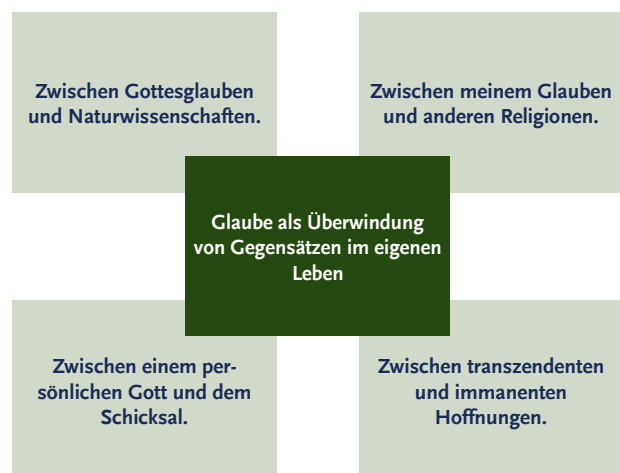 Zwischen Gottesglauben
und Naturwissenschaften.
Zwischen meinem Glauben
und anderen Religionen.
Glaube als Überwindung
von Gegensätzen im eigenen
Leben
Zwischen einem per-
sönlichen Gott und dem
Schicksal.
Zwischen transzendenten
und immanenten
Hoffnungen.